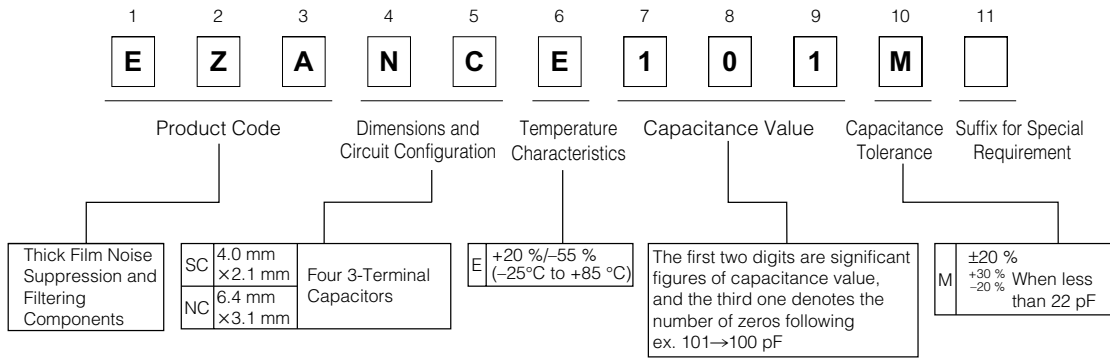 1 2 3 4 5 6 7 8 9 10 11
E Z A N C E 1 0 1 M
Product Code
Dimensions and
Circuit Configuration
Temperature
Characteristics
Capacitance Value
Capacitance
Tolerance
Suffix for Special
Requirement
Thick Film Noise
Suppression and
Filtering
Components
SC 4.0 mm
×2.1 mm
NC 6.4 mm
×3.1 mm
Four 3-Terminal
Capacitors
E +20 %/–55 %
(–25°C to +85 °C)
The first two digits are significant
figures of capacitance value,
and the third one denotes the
number of zeros following
ex. 101→100 pF
M ±20 %
+30 %
–20 % When less
than 22 pF